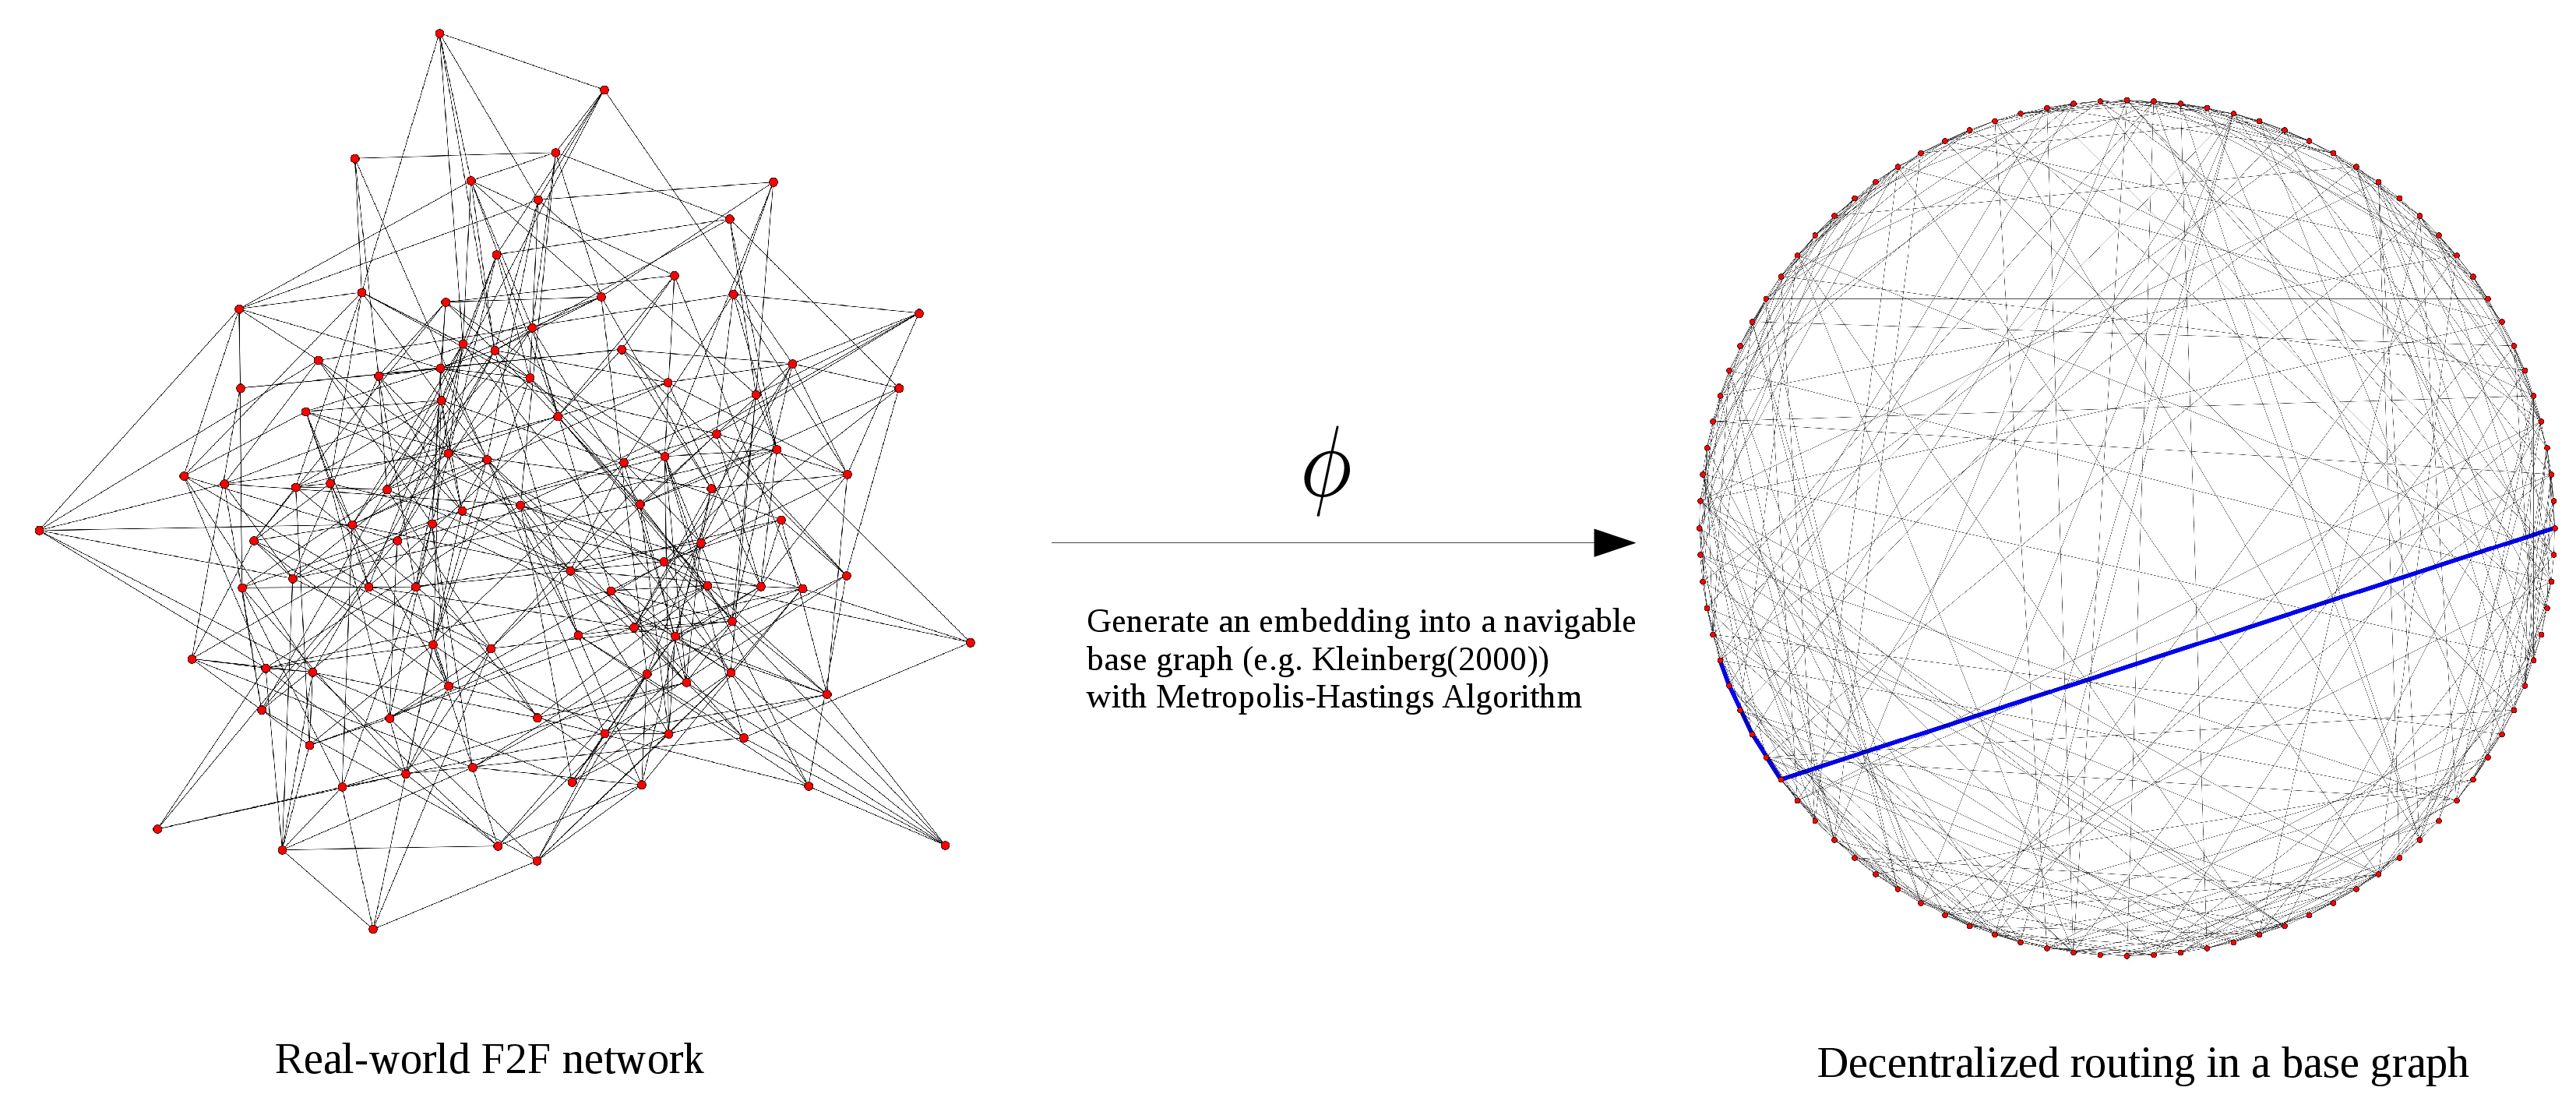 ϕ
Generate an embedding into a navigable
base graph (e.g. Kleinberg(2000))
with Metropolis-Hastings Algorithm
Real-world F2F network
Decentralized routing in a base graph